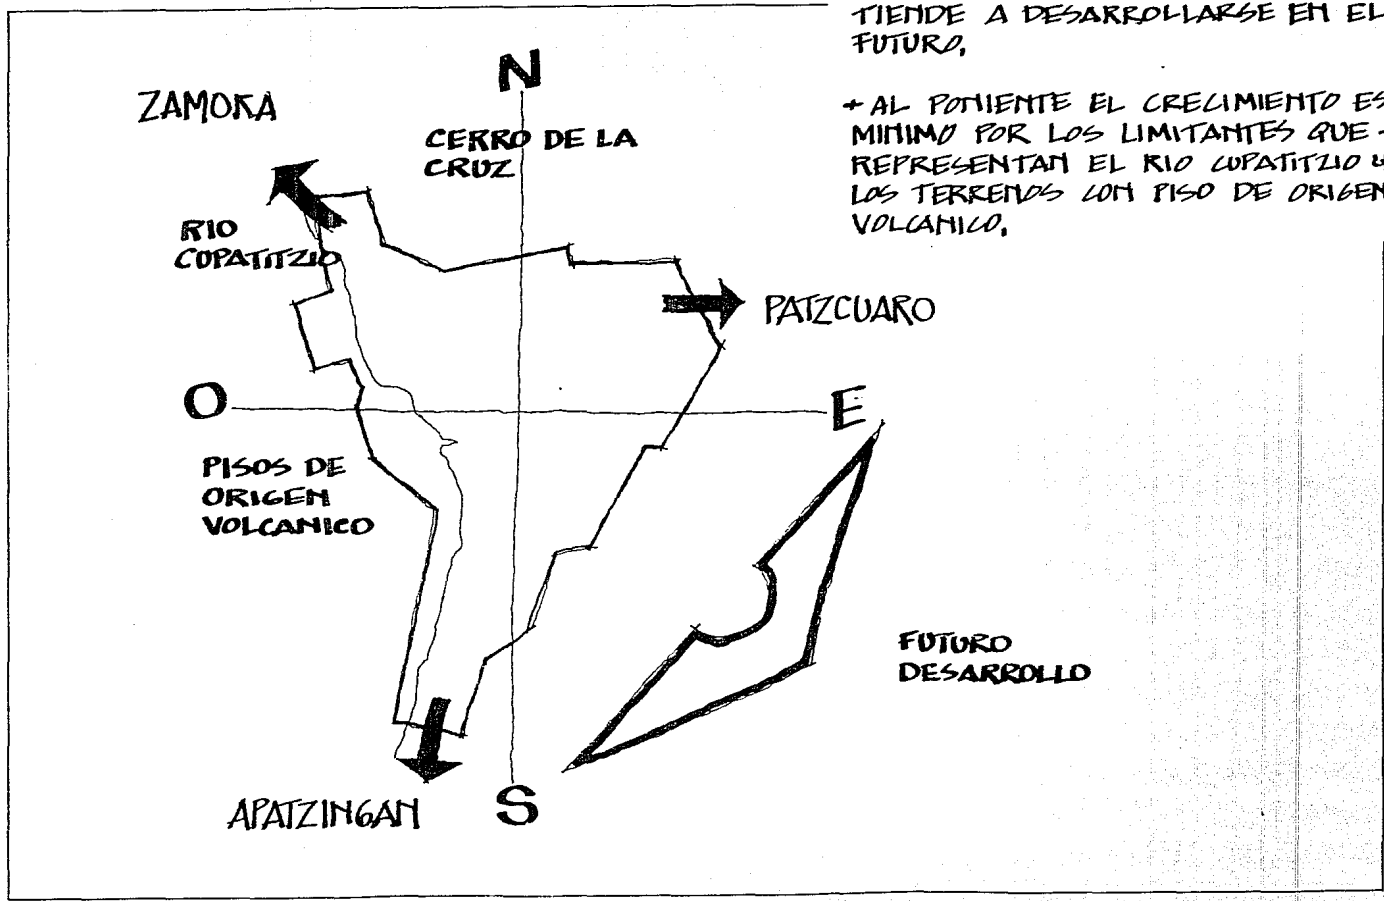 TIENDE A DESARROLLARSE EN EL
FUTURO.
+ AL PONIENTE EL CRECIMIENTO ES
MINIMO POR LOS LIMITANTES QUE -
REPRESENTAN EL RIO CUPATITZIO Y
LOS TERRENOS CON PISO DE ORIGEN
VOLCANICO.
N
ZAMORA
CERRO DE LA
CRUZ
RIO
CUPATITZIO
PATZCUARO
O
E
PISOS DE
ORIGEN
VOLCANICO
FUTURO
DESARROLLO
APATZINGAN
S